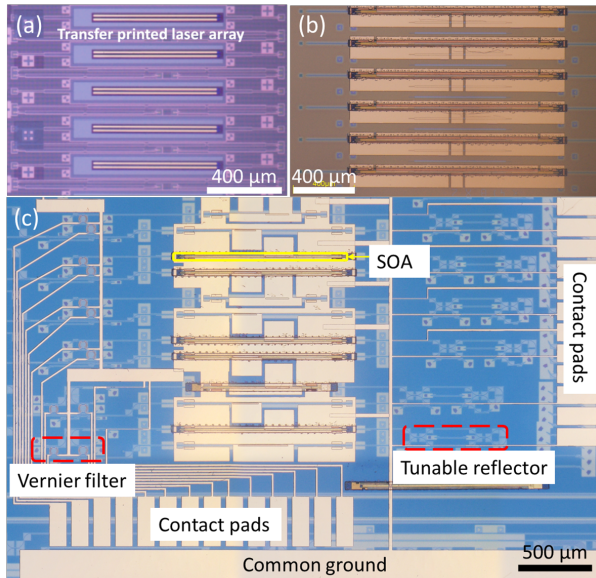 (a)
Transfer printed laser array
400 μm
(b)
400 μm
(c)
SOA
Contact pads
Vernier filter
Tunable reflector
Contact pads
Common ground
500 μm